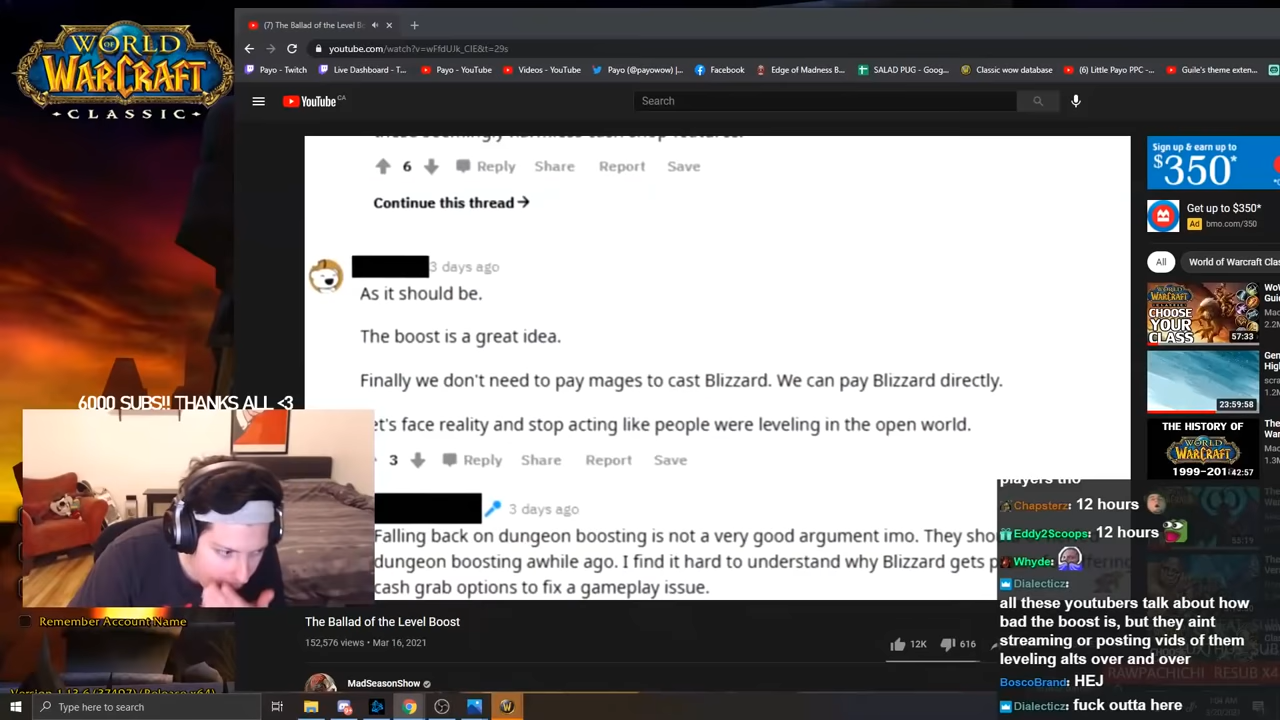 WORLD
OF
WARCRAFT
CLASSIC
(7) The Ballad of the Level B
youtube.com/watch?v=wFfdUJk_CIE&t=29s
Payo - Twitch
Live Dashboard - T...
Payo - YouTube
Videos - YouTube
Payo (@payowow) |...
Facebook
Edge of Madness B...
SALAD PUG - Goog...
Classic wow database
(6) Little Payo PPC -...
Guile's theme exten...
YouTube CA
Search
these seemingly harmless cash shop features.
6 Reply Share Report Save
Continue this thread →
3 days ago
As it should be.
The boost is a great idea.
Finally we don't need to pay mages to cast Blizzard. We can pay Blizzard directly.
et's face reality and stop acting like people were leveling in the open world.
3 Reply Share Report Save
3 days ago
Falling back on dungeon boosting is not a very good argument imo. They sho
dungeon boosting awhile ago. I find it hard to understand why Blizzard gets p
cash grab options to fix a gameplay issue.
Sign up & earn up to
$350*
Get up to $350*
Ad bmo.com/350
All
World of Warcraft Clas
WORLD
WARCRAFT
CLASSIC
CHOOSE
YOUR
CLASS
57:33
23:59:58
THE HISTORY OF
WARCRAFT
1999-201
42:57
6000 SUBS!! THANKS ALL <3
players tho
Chapsterz: 12 hours
Eddy2Scoops: 12 hours
Whyde:
Dialecticz:
all these youtubers talk about how
bad the boost is, but they aint
streaming or posting vids of them
leveling alts over and over
BoscoBrand: HEJ
Dialecticz: fuck outta here
RAWPACHICHI RESUB X4
The Ballad of the Level Boost
152,576 views • Mar 16, 2021
12K
616
MadSeasonShow
Remember Account Name
Type here to search